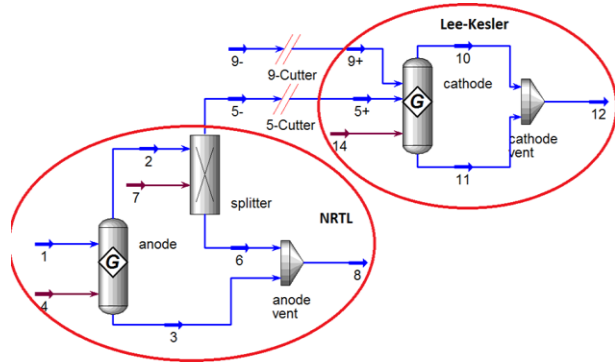 Lee-Kesler
10
9-
9-Cutter
9+
cathode
G
5-
5-Cutter
5+
12
14
cathode
vent
11
2
7
splitter
NRTL
anode
1
G
6
8
4
anode
vent
3